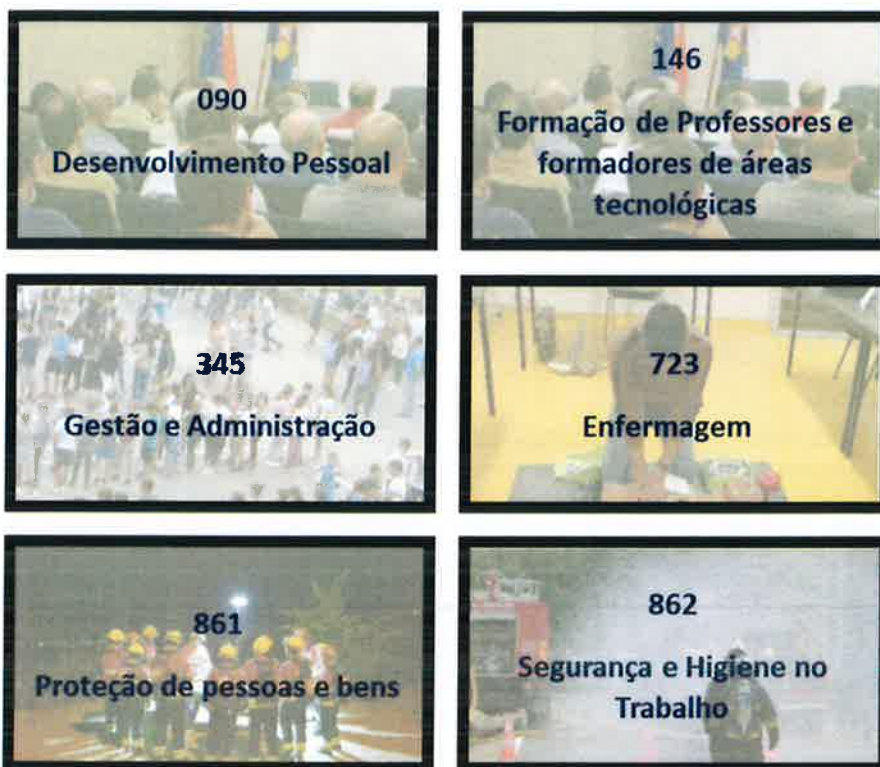 090
Desenvolvimento Pessoal
146
Formação de Professores e
formadores de áreas
tecnológicas
345
Gestão e Administração
723
Enfermagem
861
Proteção de pessoas e bens
862
Segurança e Higiene no
Trabalho